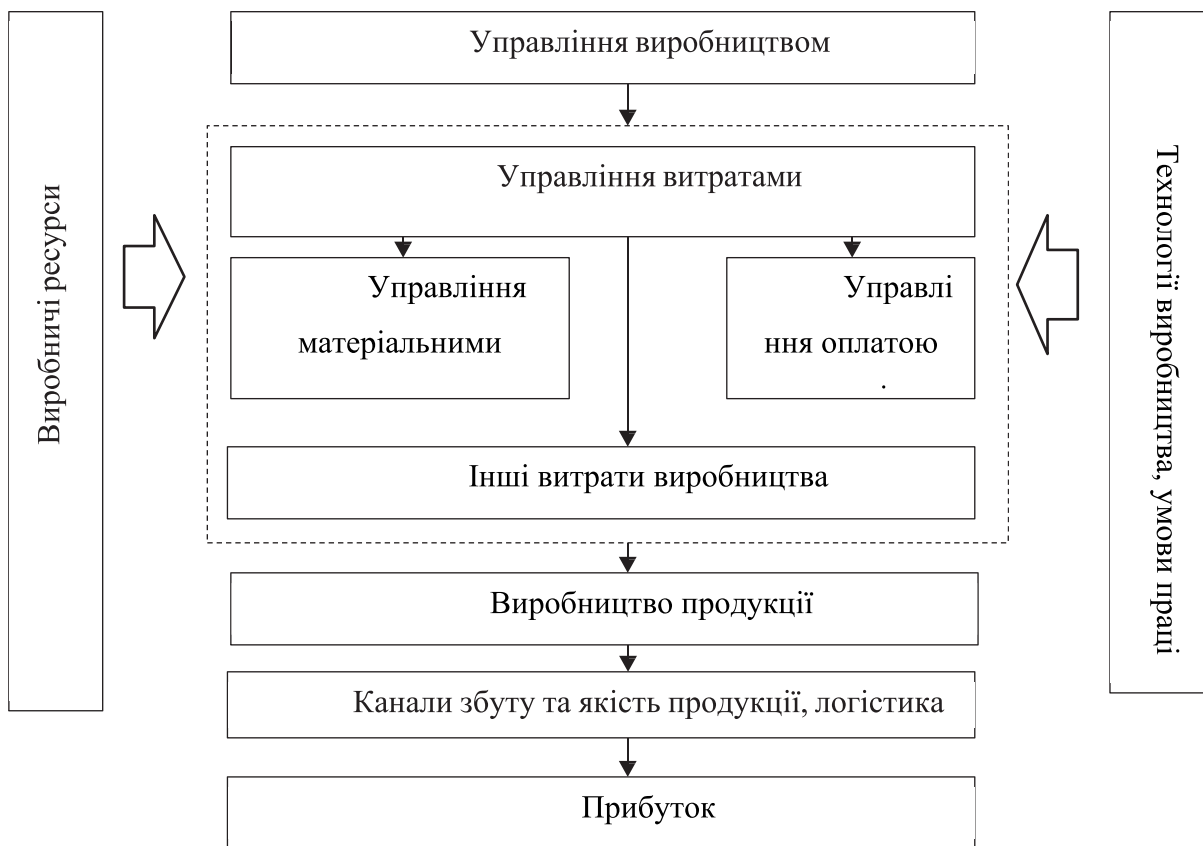 Управління виробництвом
Виробничі ресурси
Управління витратами
Управління
матеріальними
Управлі
ння оплатою
.
Інші витрати виробництва
Виробництво продукції
Канали збуту та якість продукції, логістика
Прибуток
Технології виробництва, умови праці